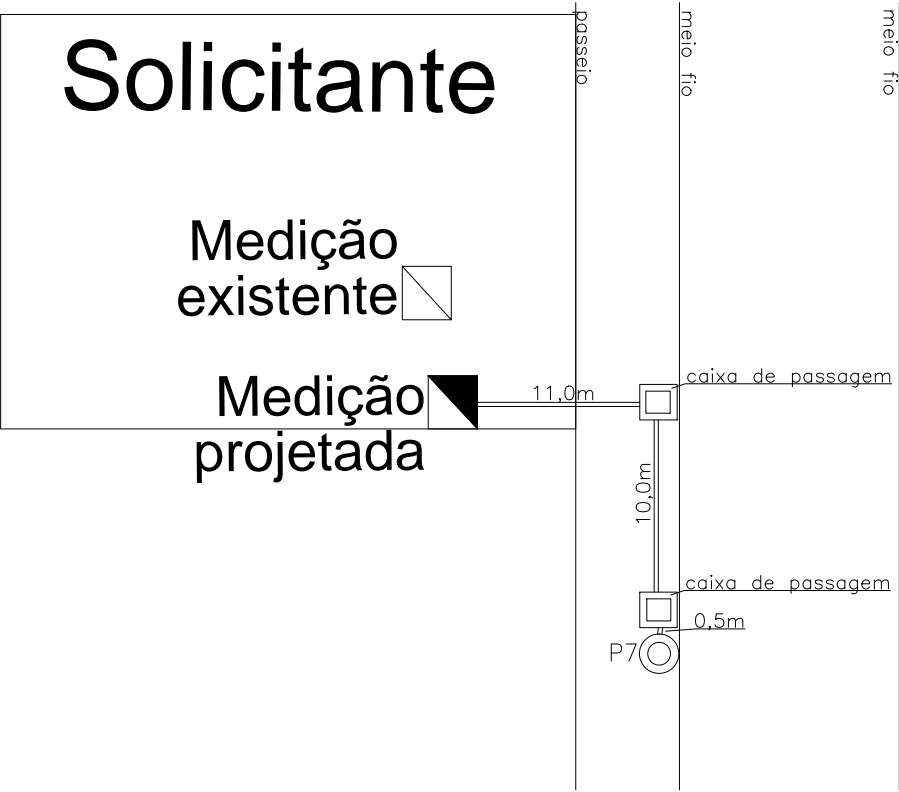 passeio
meio fio
meio fio
Solicitante
Medição
existente
Medição
projetada
11,0m
caixa de passagem
10,0m
caixa de passagem
0,5m
P7